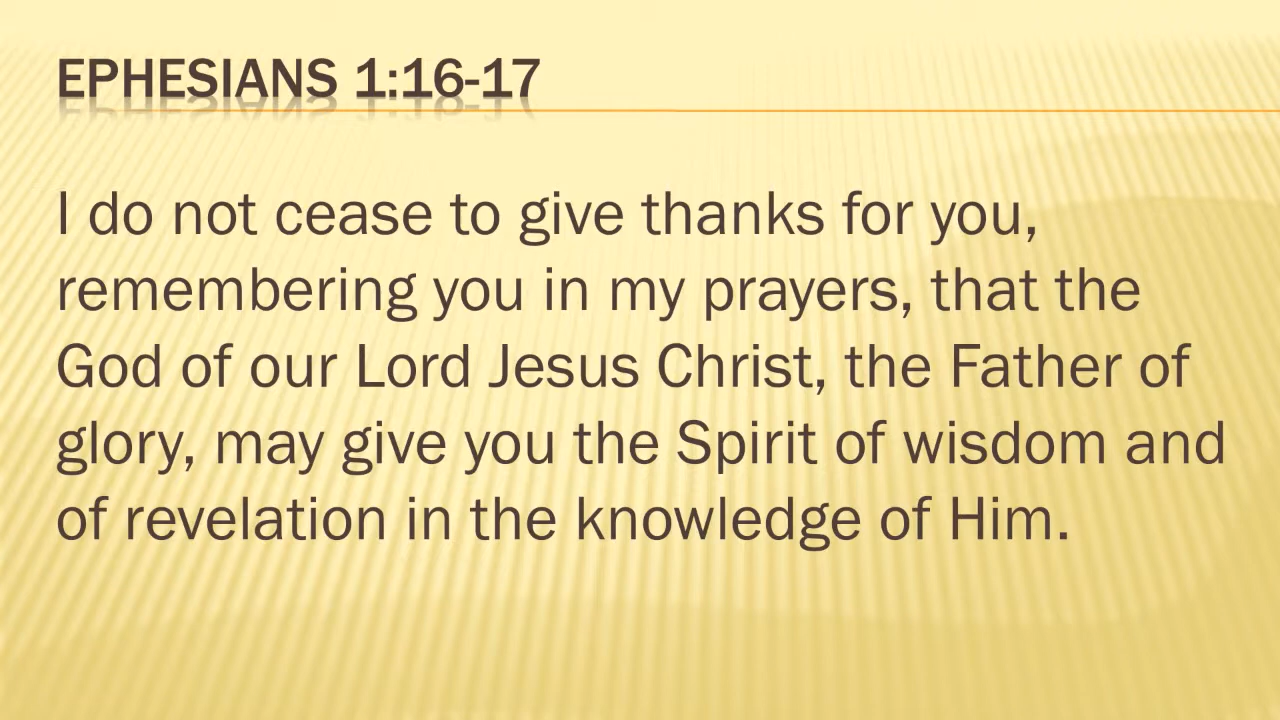 EPHESIANS 1:16-17
I do not cease to give thanks for you,
remembering you in my prayers, that the
God of our Lord Jesus Christ, the Father of
glory, may give you the Spirit of wisdom and
of revelation in the knowledge of Him.